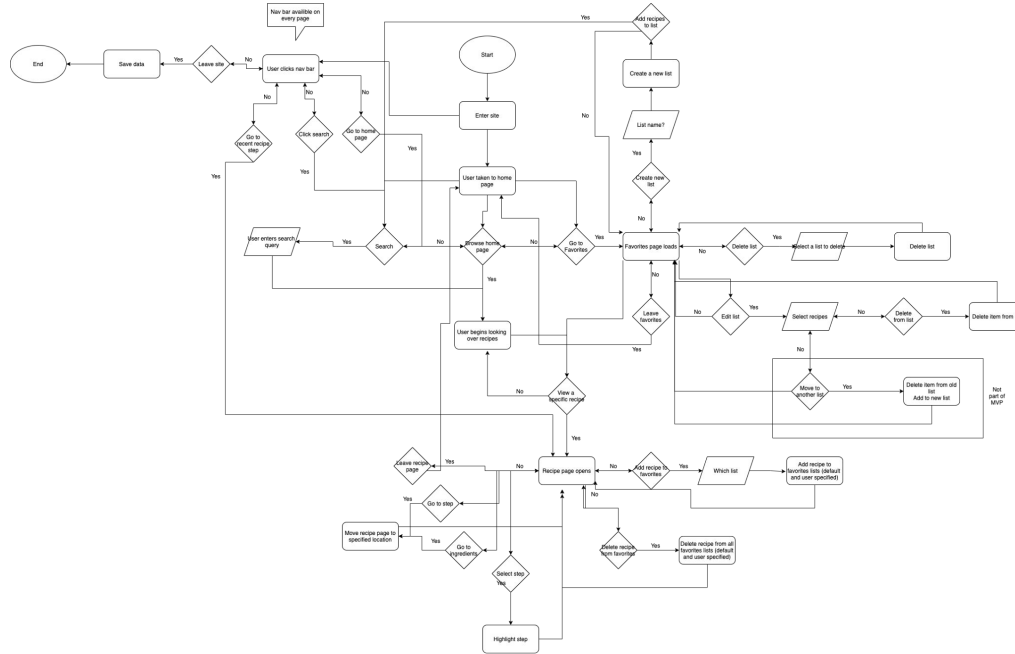 Nav bar availible on
every page
Yes
Add recipes
to list
Start
End
Save data
Yes
Leave site
No
User clicks nav bar
Create a new list
No
No
No
Enter site
No
List name?
Go to
recent recipe
step
Click search
Go to home
page
Yes
Yes
Yes
Yes
Create new
list
User taken to home
page
No
User enters search
query
Yes
Search
No
Browse home
page
No
Go to
Favorites
Yes
Favorites page loads
No
Delete list
Yes
Select a list to delete
Delete list
Yes
No
Leave
favorites
No
Edit list
Yes
Select recipes
No
Delete
from list
Yes
Delete item from
User begins looking
over recipes
Yes
No
No
View a
specific recipe
Move to
another list
Yes
Delete item from old
list
Add to new list
Not
part of
MVP
Yes
Leave recipe
page
Yes
No
Recipe page opens
No
Add recipe to
favorites
Yes
Which list
Add recipe to
favorites lists (default
and user specified)
Yes
Go to step
No
Move recipe page to
specified location
Yes
Go to
ingredients
Delete recipe
from favorites
Yes
Delete recipe from all
favorites lists (default
and user specified)
Select step
Yes
Highlight step